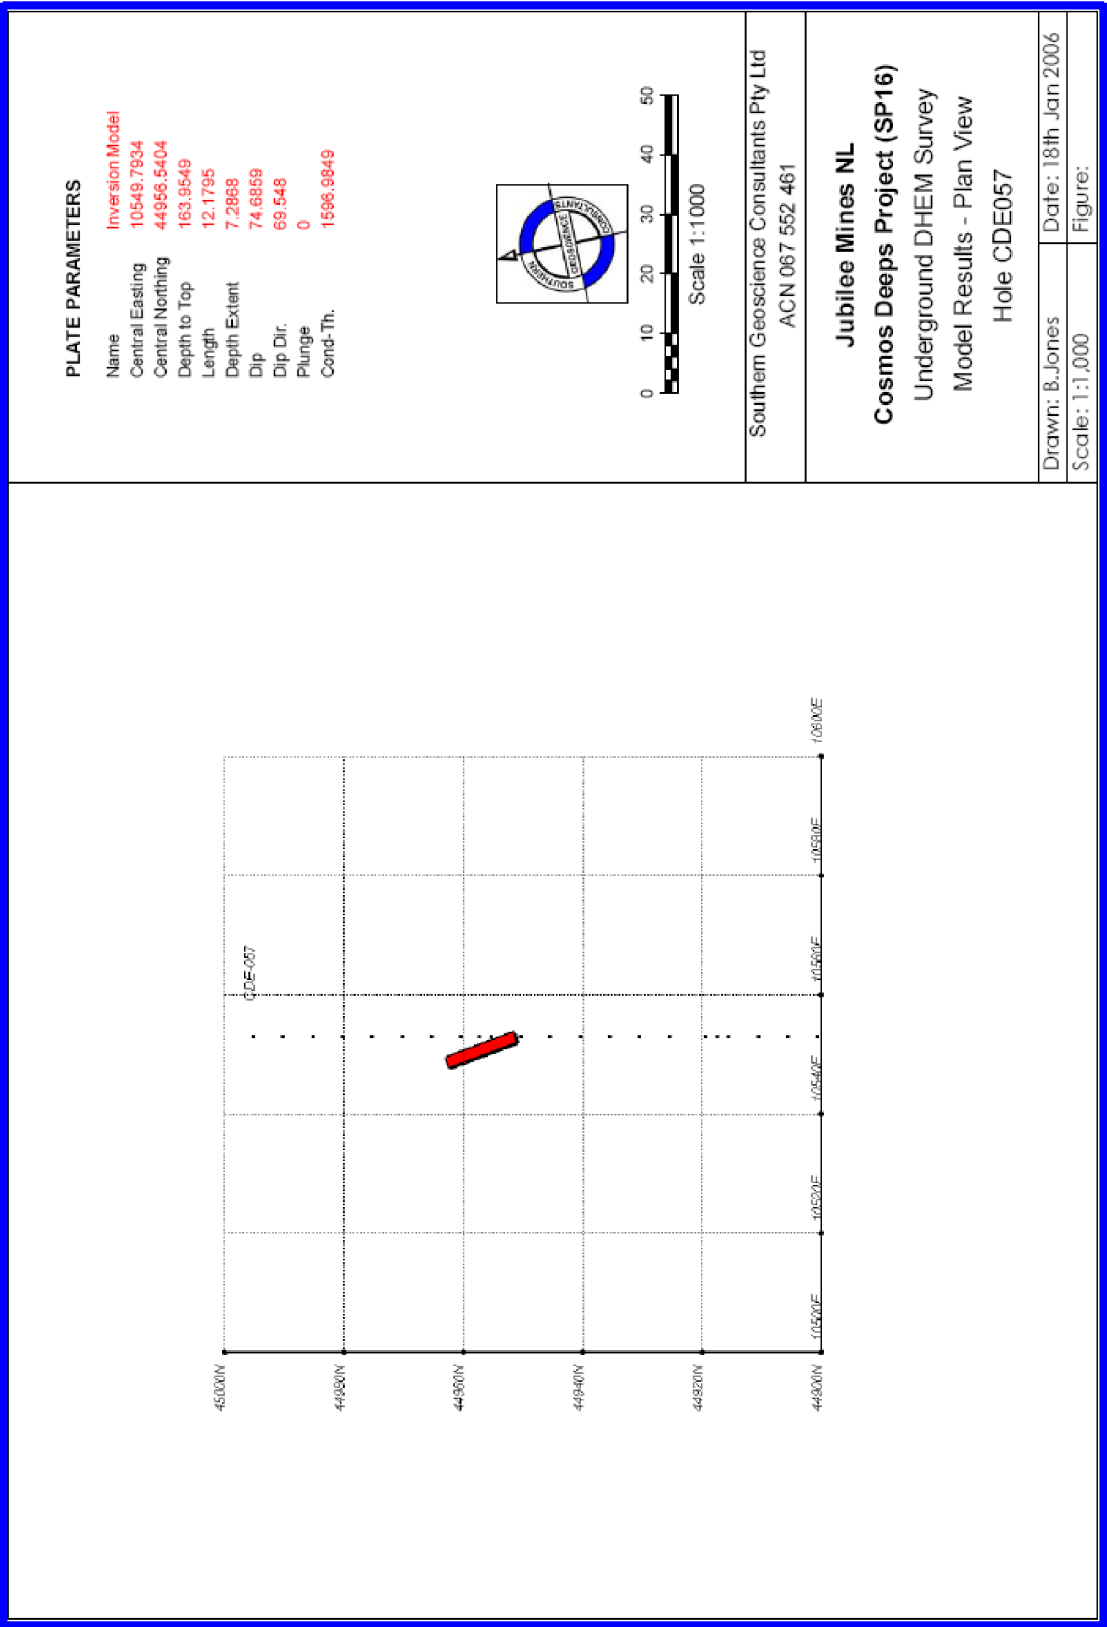 PLATE PARAMETERS
Name Inversion Model
Central Easting 10549.7934
Central Northing 44956.5404
Depth to Top 163.9549
Length 12.1795
Depth Extent 7.2868
Dip 74.6859
Dip Dir. 69.548
Plunge 0
Cond-Th. 1596.9849
SOUTHERN
GEOSCIENCE
CONSULTANTS
0 10 20 30 40 50
Scale 1:1000
Southern Geoscience Consultants Pty Ltd
ACN 067 552 461
Jubilee Mines NL
Cosmos Deeps Project (SP16)
Underground DHEM Survey
Model Results - Plan View
Hole CDE057
Drawn: B.Jones Date: 18th Jan 2006
Scale: 1:1,000 Figure:
CDE-057
45000N
44980N
44960N
44940N
44920N
44900N
10500E 10520E 10540E 10560E 10580E 10600E